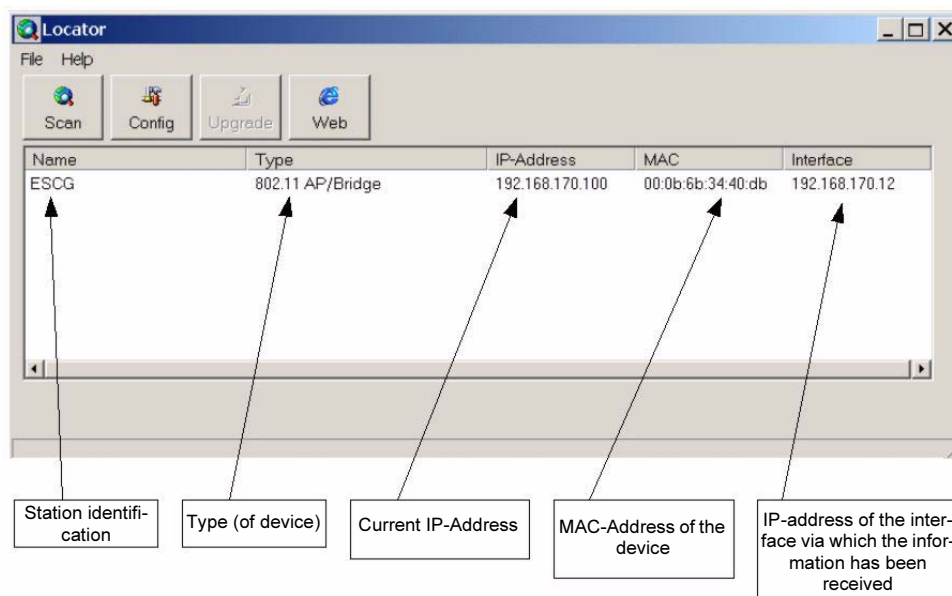 Locator
File Help
Scan Config Upgrade Web
Name Type IP-Address MAC Interface
ESCG 802.11 AP/Bridge 192.168.170.100 00:0b:6b:34:40:db 192.168.170.12
Station identifi-
cation
Type (of device)
Current IP-Address
MAC-Address of the
device
IP-address of the inter-
face via which the infor-
mation has been
received